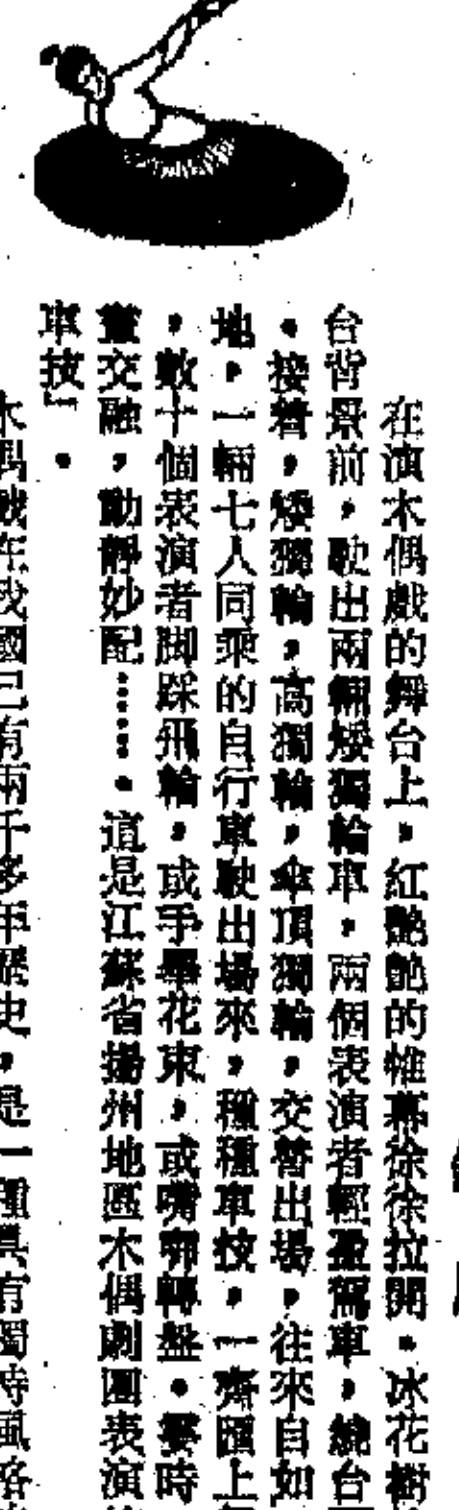 在演木偶戲的舞台上，紅艷艷的帷幕徐徐拉開。冰花樹
台背景前，駛出兩輛矮獨輪車，兩個表演者輕盈駕車，繞台
。接着，矮獨輪，高獨輪，傘頂獨輪，交替出場，往來自如
地，一輛七人同乘的自行車駛出場來，種種車技，一齊匯上
，數十個表演者脚踩飛輪，或手舉花束，或嘴啣轉盤。霎時
交融，動靜妙配……。這是江蘇省揚州地區木偶劇團表演
車技」。
木偶戲在我國已有兩千多年歷史，是一種具有獨特風格